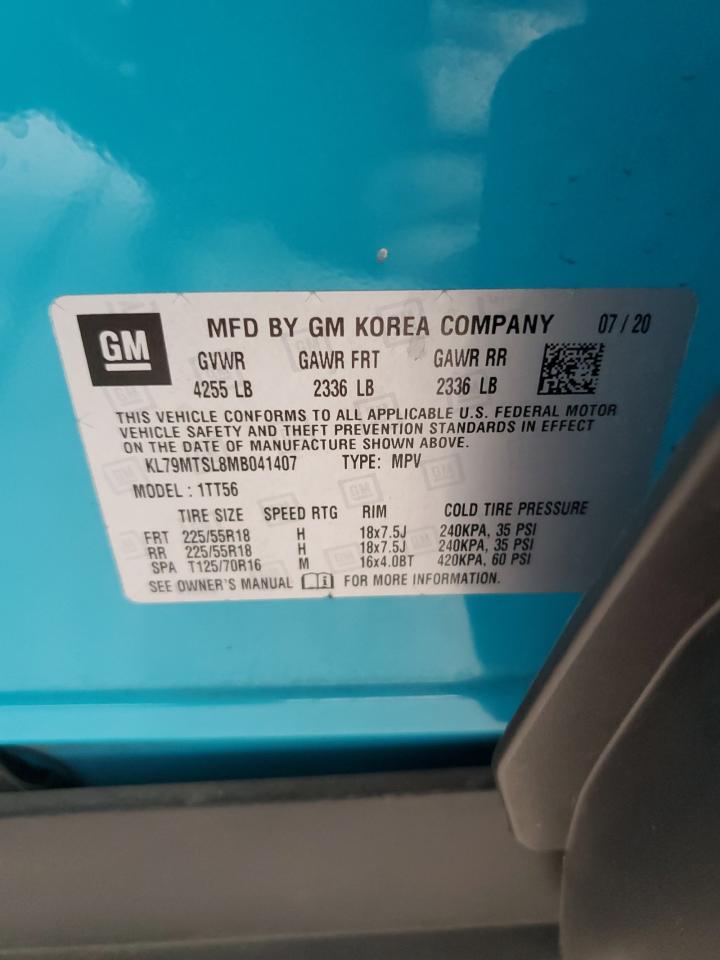 GM MFD BY GM KOREA COMPANY 07/20
GVWR GAWR FRT GAWR RR
4255 LB 2336 LB 2336 LB
THIS VEHICLE CONFORMS TO ALL APPLICABLE U.S. FEDERAL MOTOR
VEHICLE SAFETY AND THEFT PREVENTION STANDARDS IN EFFECT
ON THE DATE OF MANUFACTURE SHOWN ABOVE.
KL79MTSL8MB041407 TYPE: MPV
MODEL : 1TT56
TIRE SIZE SPEED RTG RIM COLD TIRE PRESSURE
FRT 225/55R18 H 18x7.5J 240KPA, 35 PSI
RR 225/55R18 H 18x7.5J 240KPA, 35 PSI
SPA T125/70R16 M 16x4.0BT 420KPA, 60 PSI
SEE OWNER'S MANUAL FOR MORE INFORMATION.